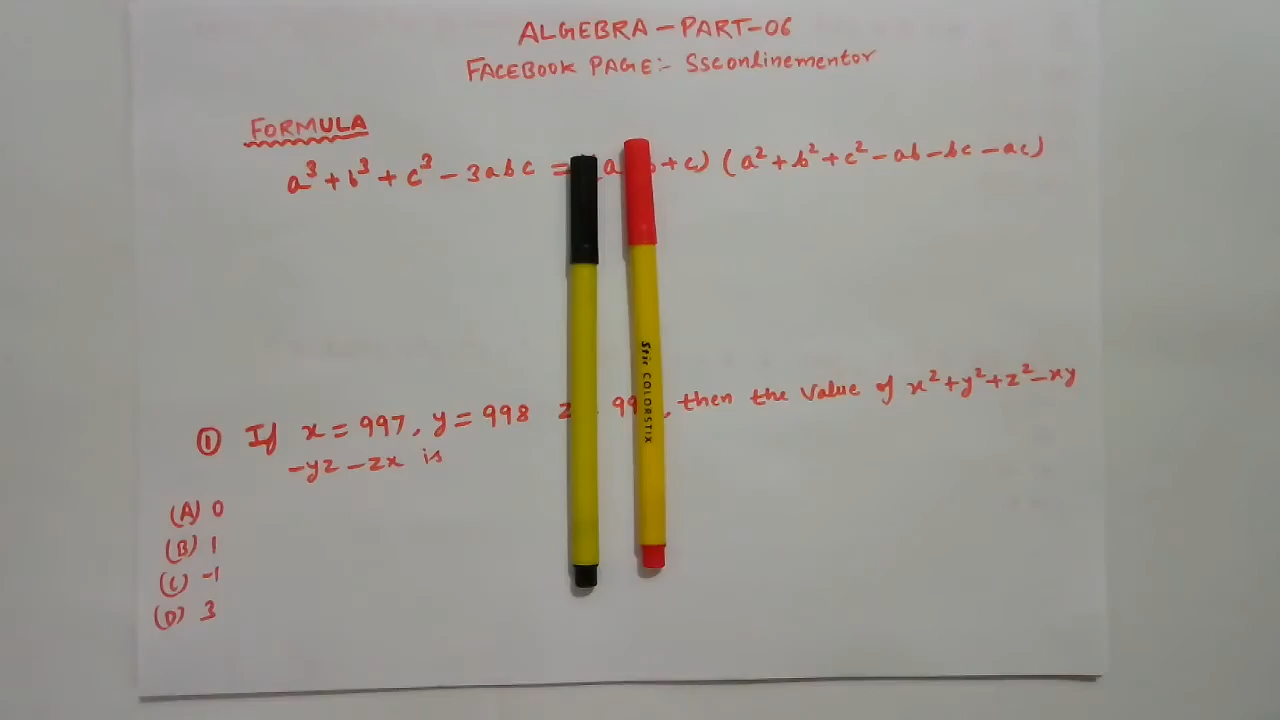 ALGEBRA - PART-06
FACEBOOK PAGE:- Ssconlinementor
FORMULA
a³ + b³ + c³ - 3abc = (a + c) (a² + b² + c² - ab - bc - ac)
① If x = 997, y = 998 z 99 , then the value of x² + y² + z² - xy
- yz - zx is
(A) 0
(B) 1
(C) -1
(D) 3
Stic COLORSTIX